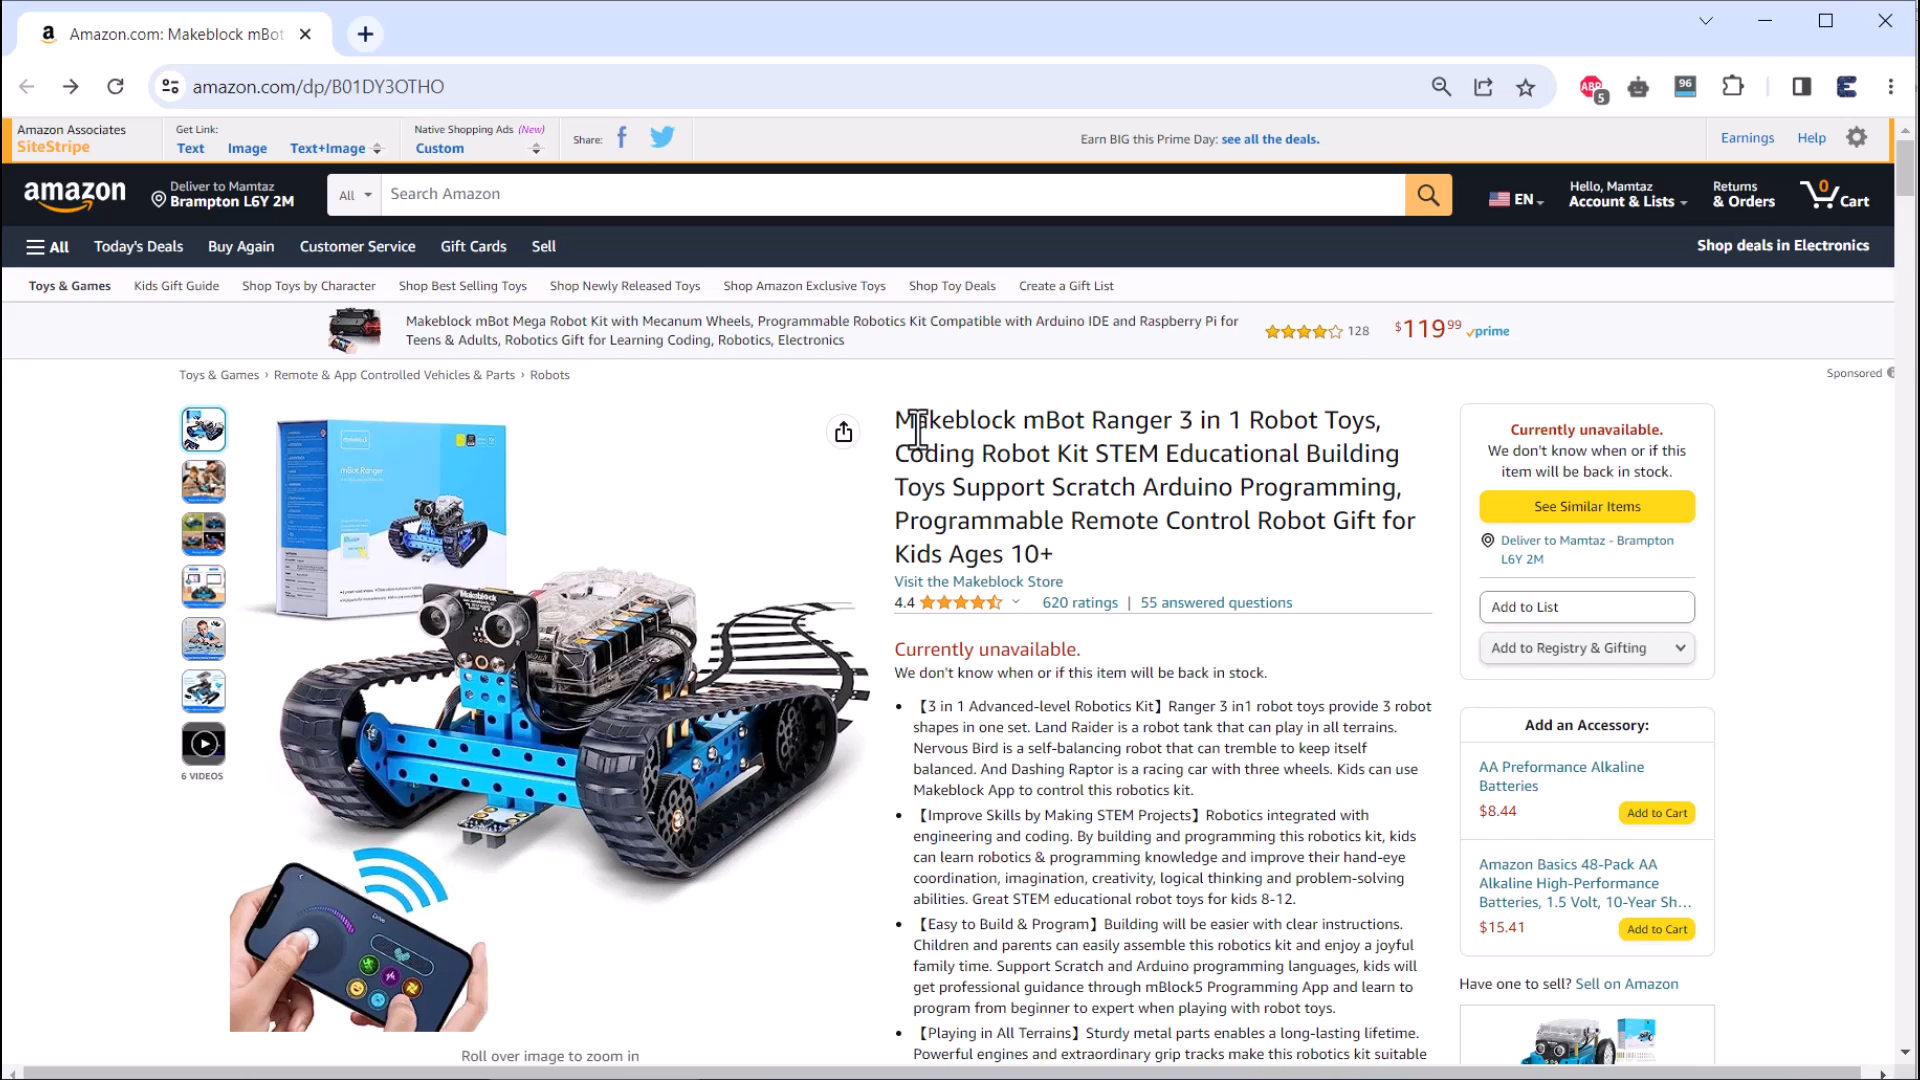 Amazon.com: Makeblock mBot
amazon.com/dp/B01DY3OTHO
ABP
5
96
Amazon Associates
SiteStripe
Get Link:
Text Image Text+Image
Native Shopping Ads (New)
Custom
Share:
Earn BIG this Prime Day: see all the deals.
Earnings Help
amazon
Deliver to Mamtaz
Brampton L6Y 2M
All
Search Amazon
EN
Hello, Mamtaz
Account & Lists
Returns
& Orders
0
Cart
All Today's Deals Buy Again Customer Service Gift Cards Sell
Shop deals in Electronics
Toys & Games Kids Gift Guide Shop Toys by Character Shop Best Selling Toys Shop Newly Released Toys Shop Amazon Exclusive Toys Shop Toy Deals Create a Gift List
Makeblock mBot Mega Robot Kit with Mecanum Wheels, Programmable Robotics Kit Compatible with Arduino IDE and Raspberry Pi for
Teens & Adults, Robotics Gift for Learning Coding, Robotics, Electronics
128
$119 99 prime
Toys & Games › Remote & App Controlled Vehicles & Parts › Robots
Sponsored
mBot Ranger
Makeblock
Drive
6 VIDEOS
Roll over image to zoom in
Makeblock mBot Ranger 3 in 1 Robot Toys,
Coding Robot Kit STEM Educational Building
Toys Support Scratch Arduino Programming,
Programmable Remote Control Robot Gift for
Kids Ages 10+
Visit the Makeblock Store
4.4 620 ratings | 55 answered questions
Currently unavailable.
We don't know when or if this item will be back in stock.
• 【3 in 1 Advanced-level Robotics Kit】Ranger 3 in1 robot toys provide 3 robot
shapes in one set. Land Raider is a robot tank that can play in all terrains.
Nervous Bird is a self-balancing robot that can tremble to keep itself
balanced. And Dashing Raptor is a racing car with three wheels. Kids can use
Makeblock App to control this robotics kit.
• 【Improve Skills by Making STEM Projects】Robotics integrated with
engineering and coding. By building and programming this robotics kit, kids
can learn robotics & programming knowledge and improve their hand-eye
coordination, imagination, creativity, logical thinking and problem-solving
abilities. Great STEM educational robot toys for kids 8-12.
• 【Easy to Build & Program】Building will be easier with clear instructions.
Children and parents can easily assemble this robotics kit and enjoy a joyful
family time. Support Scratch and Arduino programming languages, kids will
get professional guidance through mBlock5 Programming App and learn to
program from beginner to expert when playing with robot toys.
• 【Playing in All Terrains】Sturdy metal parts enables a long-lasting lifetime.
Powerful engines and extraordinary grip tracks make this robotics kit suitable
Currently unavailable.
We don't know when or if this
item will be back in stock.
See Similar Items
Deliver to Mamtaz - Brampton
L6Y 2M
Add to List
Add to Registry & Gifting
Add an Accessory:
AA Preformance Alkaline
Batteries
$8.44 Add to Cart
Amazon Basics 48-Pack AA
Alkaline High-Performance
Batteries, 1.5 Volt, 10-Year Sh...
$15.41 Add to Cart
Have one to sell? Sell on Amazon